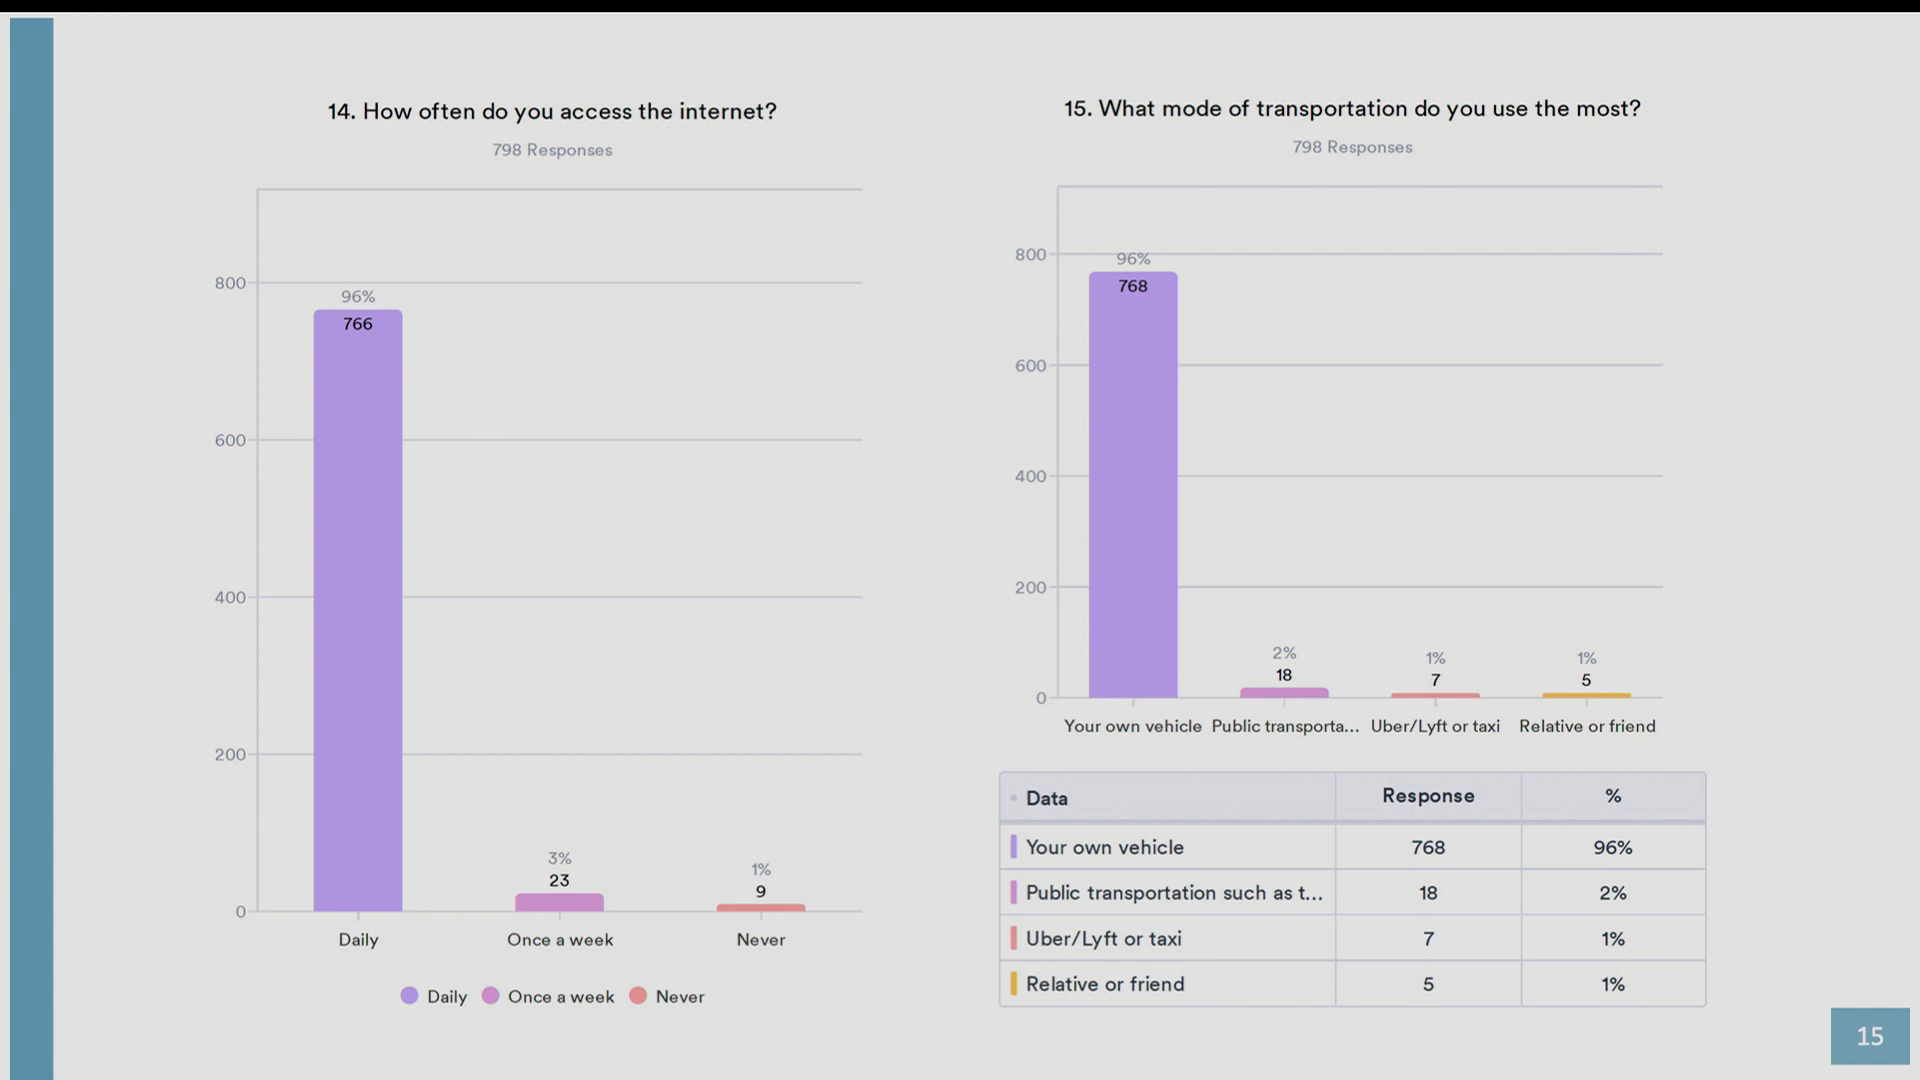 14. How often do you access the internet?
798 Responses
800
600
400
200
0
96%
766
3%
23
1%
9
Daily
Once a week
Never
Daily
Once a week
Never
15. What mode of transportation do you use the most?
798 Responses
800
600
400
200
0
96%
768
2%
18
1%
7
1%
5
Your own vehicle
Public transporta...
Uber/Lyft or taxi
Relative or friend
Data Response %
Your own vehicle 768 96%
Public transportation such as t... 18 2%
Uber/Lyft or taxi 7 1%
Relative or friend 5 1%
15